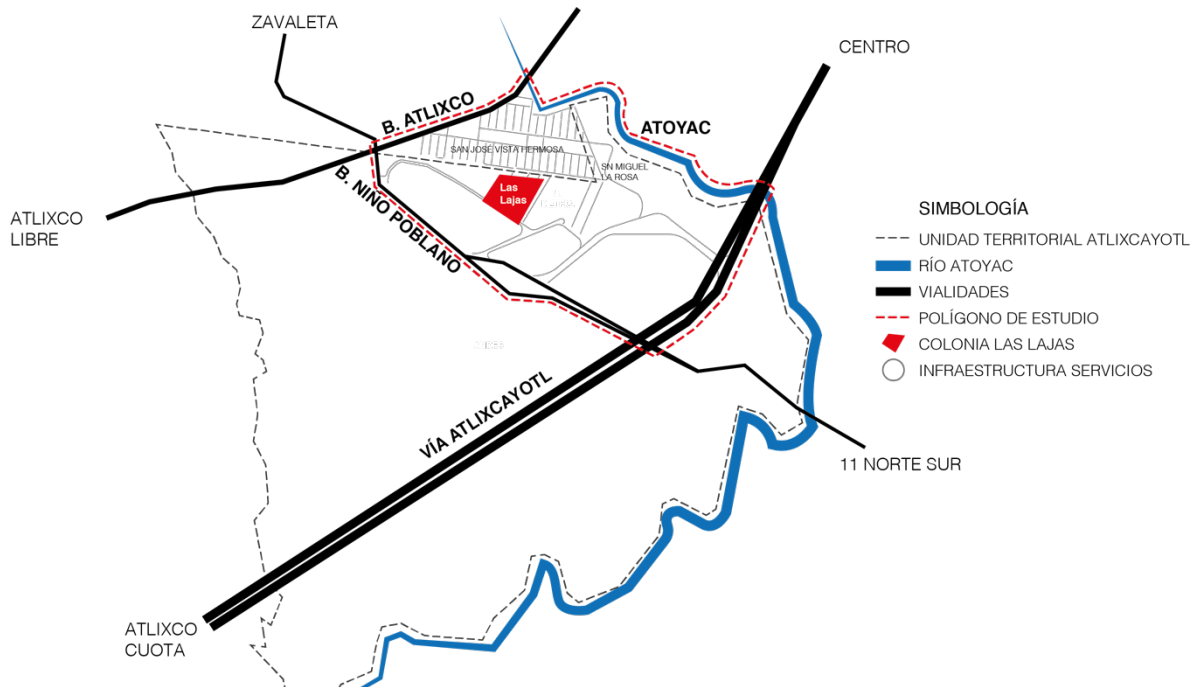 ZAVALETA
CENTRO
B. ATLIXCO
ATOYAC
SAN JOSÉ VISTA HERMOSA
SN MIGUEL
LA ROSA
Las
Lajas
B. NIÑO POBLANO
ATLIXCO
LIBRE
SIMBOLOGÍA
UNIDAD TERRITORIAL ATLIXCAYOTL
RÍO ATOYAC
VIALIDADES
POLÍGONO DE ESTUDIO
COLONIA LAS LAJAS
INFRAESTRUCTURA SERVICIOS
VÍA ATLIXCAYOTL
11 NORTE SUR
ATLIXCO
CUOTA